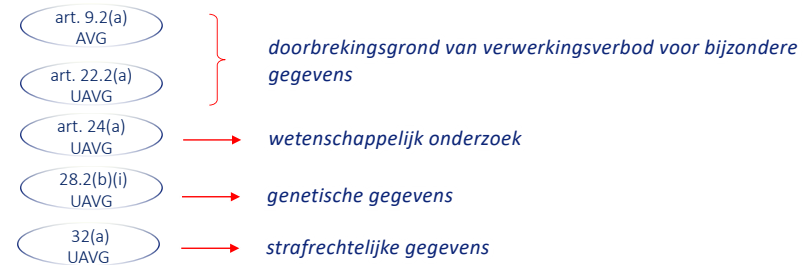 art. 9.2(a)
AVG
doorbrekingsgrond van verwerkingsverbod voor bijzondere
gegevens
art. 22.2(a)
UAVG
art. 24(a)
UAVG
wetenschappelijk onderzoek
28.2(b)(i)
UAVG
genetische gegevens
32(a)
UAVG
strafrechtelijke gegevens